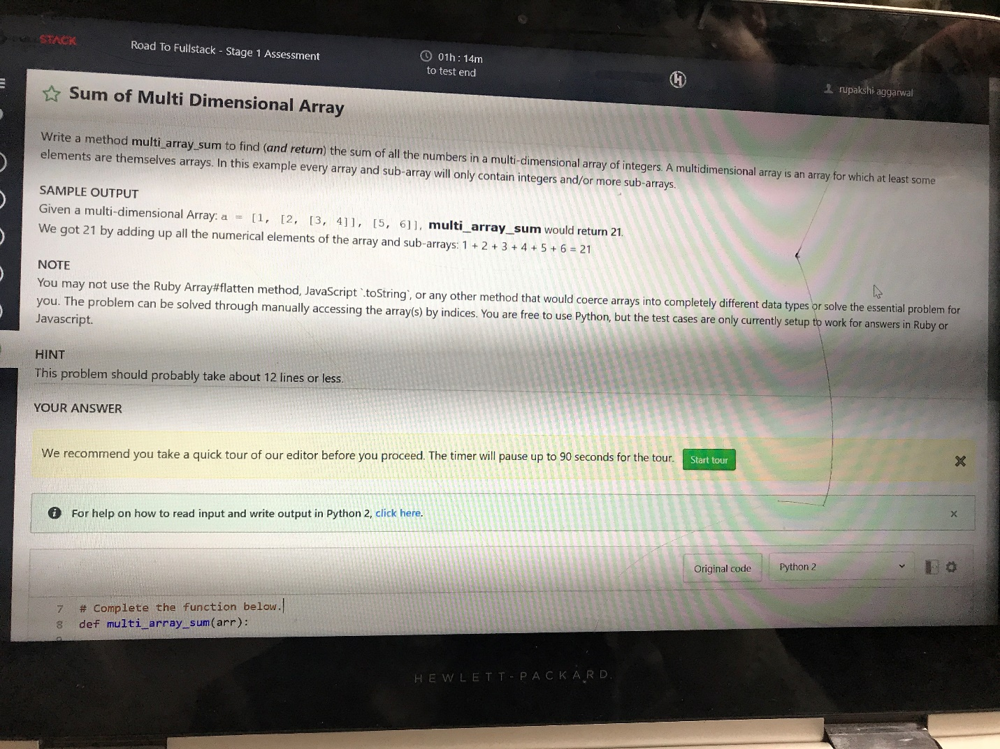 STACK
Road To Fullstack - Stage 1 Assessment
01h : 14m
to test end
H
rupakshi aggarwal
Sum of Multi Dimensional Array
Write a method multi_array_sum to find (and return) the sum of all the numbers in a multi-dimensional array of integers. A multidimensional array is an array for which at least some
elements are themselves arrays. In this example every array and sub-array will only contain integers and/or more sub-arrays.
SAMPLE OUTPUT
Given a multi-dimensional Array: a = [1, [2, [3, 4]], [5, 6]], multi_array_sum would return 21.
We got 21 by adding up all the numerical elements of the array and sub-arrays: 1 + 2 + 3 + 4 + 5 + 6 = 21
NOTE
You may not use the Ruby Array#flatten method, JavaScript `.toString`, or any other method that would coerce arrays into completely different data types or solve the essential problem for
you. The problem can be solved through manually accessing the array(s) by indices. You are free to use Python, but the test cases are only currently setup to work for answers in Ruby or
Javascript.
HINT
This problem should probably take about 12 lines or less.
YOUR ANSWER
We recommend you take a quick tour of our editor before you proceed. The timer will pause up to 90 seconds for the tour. Start tour
For help on how to read input and write output in Python 2, click here.
Original code Python 2
7 # Complete the function below.
8 def multi_array_sum(arr):
HEWLETT-PACKARD